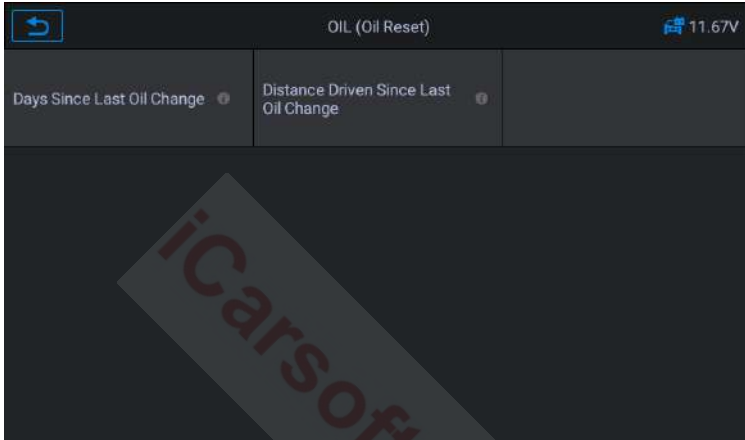 OIL (Oil Reset)
11.67V
Days Since Last Oil Change
Distance Driven Since Last
Oil Change
iCarsoft